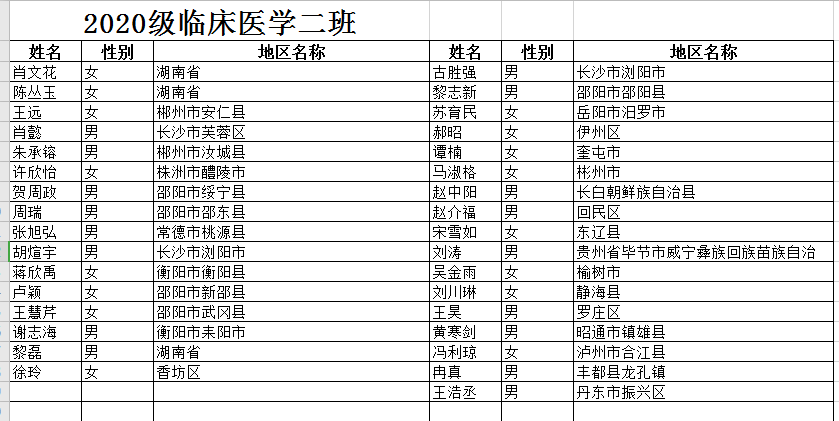 2020级临床医学二班
姓名 性别 地区名称 姓名 性别 地区名称
肖文花 女 湖南省 古胜强 男 长沙市浏阳市
陈丛玉 女 湖南省 黎志新 男 邵阳市邵阳县
王远 女 郴州市安仁县 苏育民 女 岳阳市汨罗市
肖懿 男 长沙市芙蓉区 郝昭 女 伊州区
朱承镕 男 郴州市汝城县 谭楠 女 奎屯市
许欣怡 女 株洲市醴陵市 马淑格 女 彬州市
贺周政 男 邵阳市绥宁县 赵中阳 男 长白朝鲜族自治县
周瑞 男 邵阳市邵东县 赵介福 男 回民区
张旭弘 男 常德市桃源县 宋雪如 女 东辽县
胡煊宇 男 长沙市浏阳市 刘涛 男 贵州省毕节市威宁彝族回族苗族自治
蒋欣禹 女 衡阳市衡阳县 吴金雨 女 榆树市
卢颖 女 邵阳市新邵县 刘川琳 女 静海县
王慧芹 女 邵阳市武冈县 王昊 男 罗庄区
谢志海 男 衡阳市耒阳市 黄寒剑 男 昭通市镇雄县
黎磊 男 湖南省 冯利琼 女 泸州市合江县
徐玲 女 香坊区 冉真 男 丰都县龙孔镇
王浩丞 男 丹东市振兴区